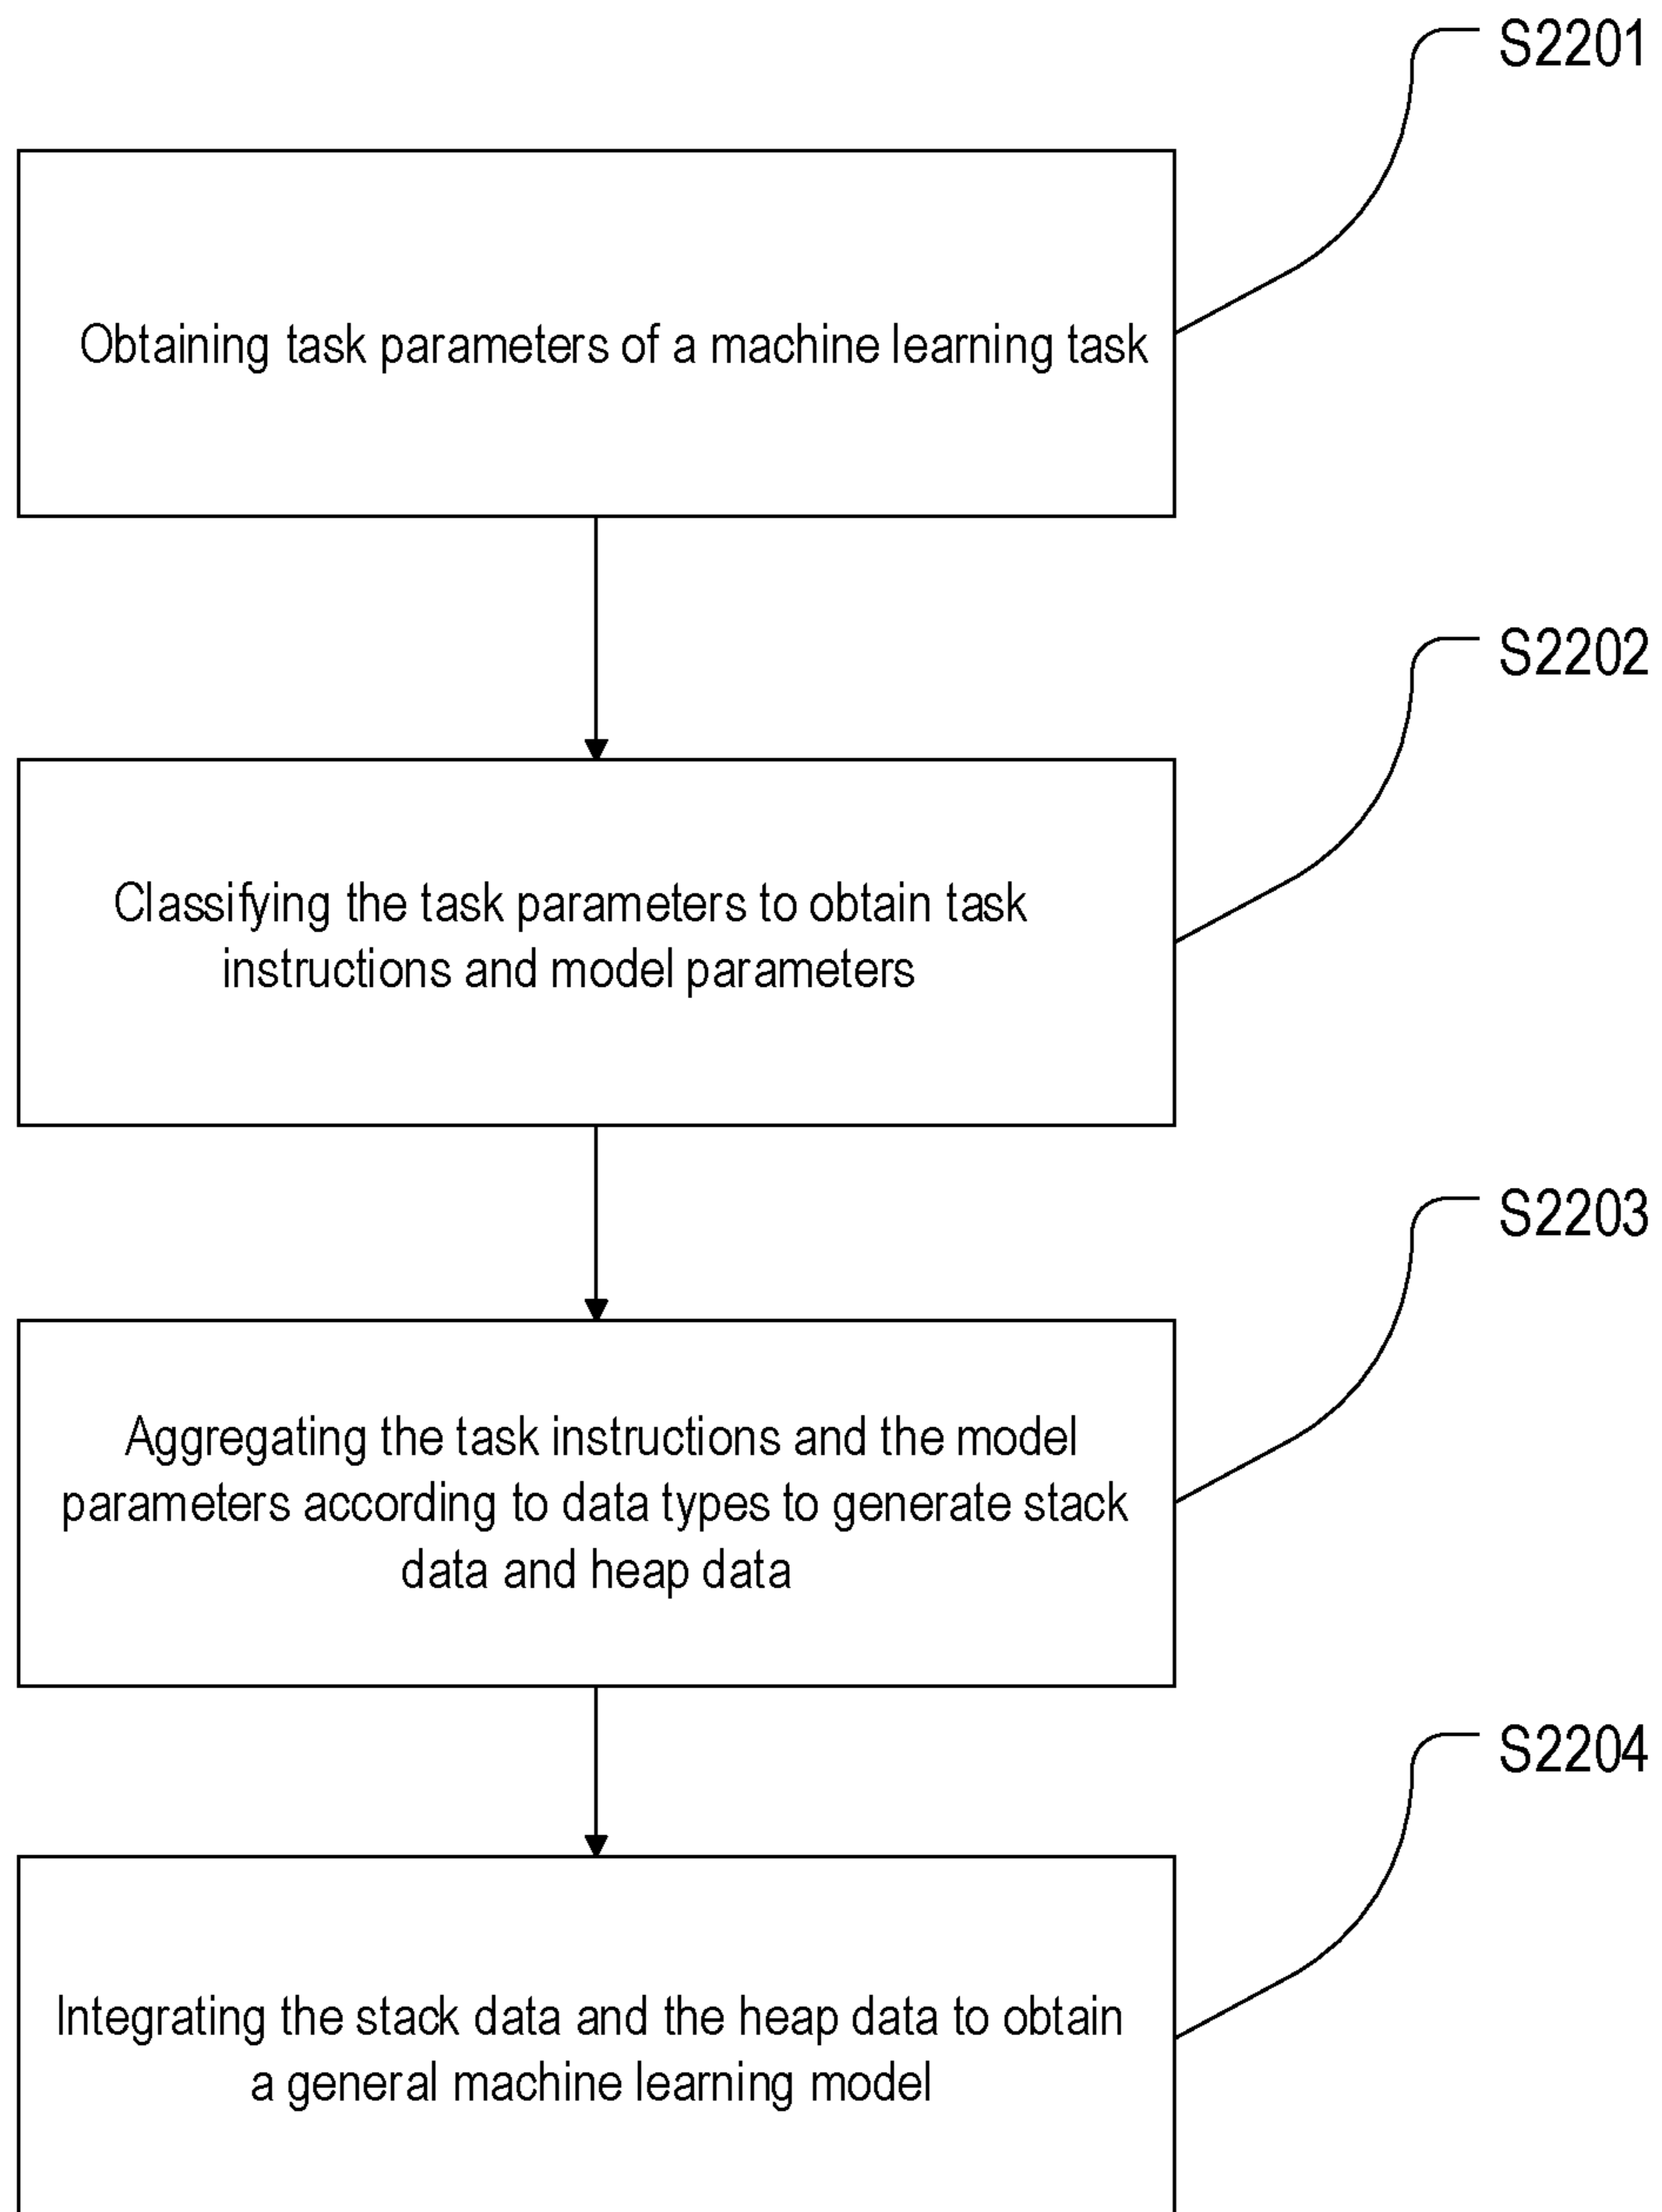 S2201
Obtaining task parameters of a machine learning task
S2202
Classifying the task parameters to obtain task
instructions and model parameters
S2203
Aggregating the task instructions and the model
parameters according to data types to generate stack
data and heap data
S2204
Integrating the stack data and the heap data to obtain
a general machine learning model